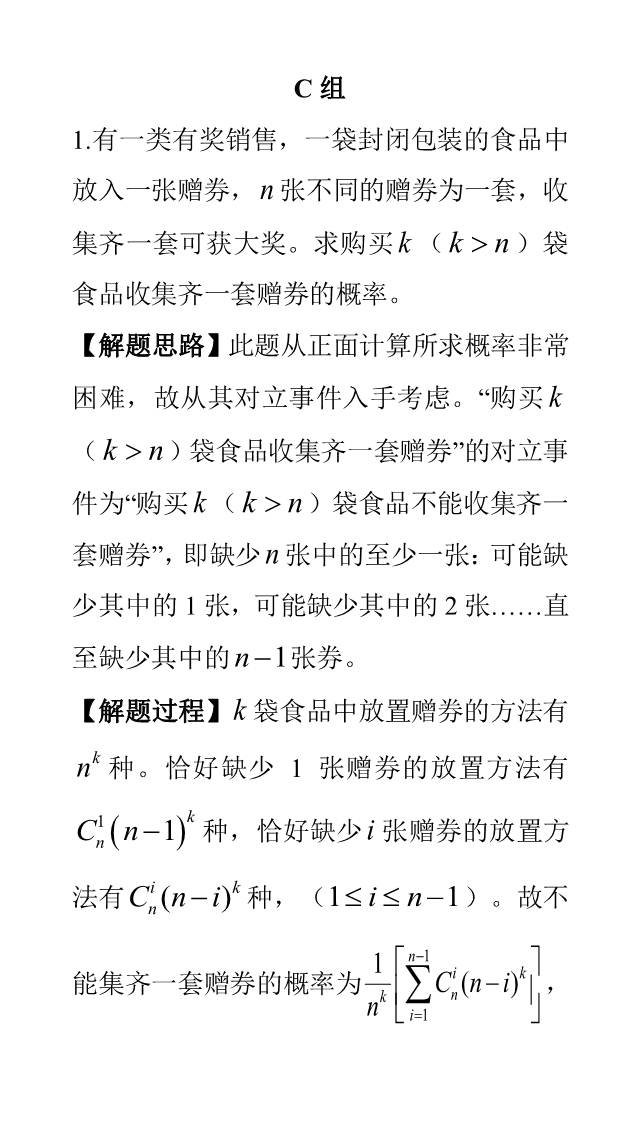 C 组
1.有一类有奖销售，一袋封闭包装的食品中
放入一张赠券，n 张不同的赠券为一套，收
集齐一套可获大奖。求购买 k（k > n）袋
食品收集齐一套赠券的概率。
【解题思路】此题从正面计算所求概率非常
困难，故从其对立事件入手考虑。“购买 k
（k > n）袋食品收集齐一套赠券”的对立事
件为“购买 k（k > n）袋食品不能收集齐一
套赠券”，即缺少 n 张中的至少一张：可能缺
少其中的 1 张，可能缺少其中的 2 张……直
至缺少其中的 n−1 张券。
【解题过程】k 袋食品中放置赠券的方法有
n^k 种。恰好缺少 1 张赠券的放置方法有
C_n^1(n−1)^k 种，恰好缺少 i 张赠券的放置方
法有 C_n^i(n−i)^k 种，（1≤i≤n−1）。故不
能集齐一套赠券的概率为 \frac{1}{n^k}[\sum_{i=1}^{n-1} C_n^i(n−i)^k]，